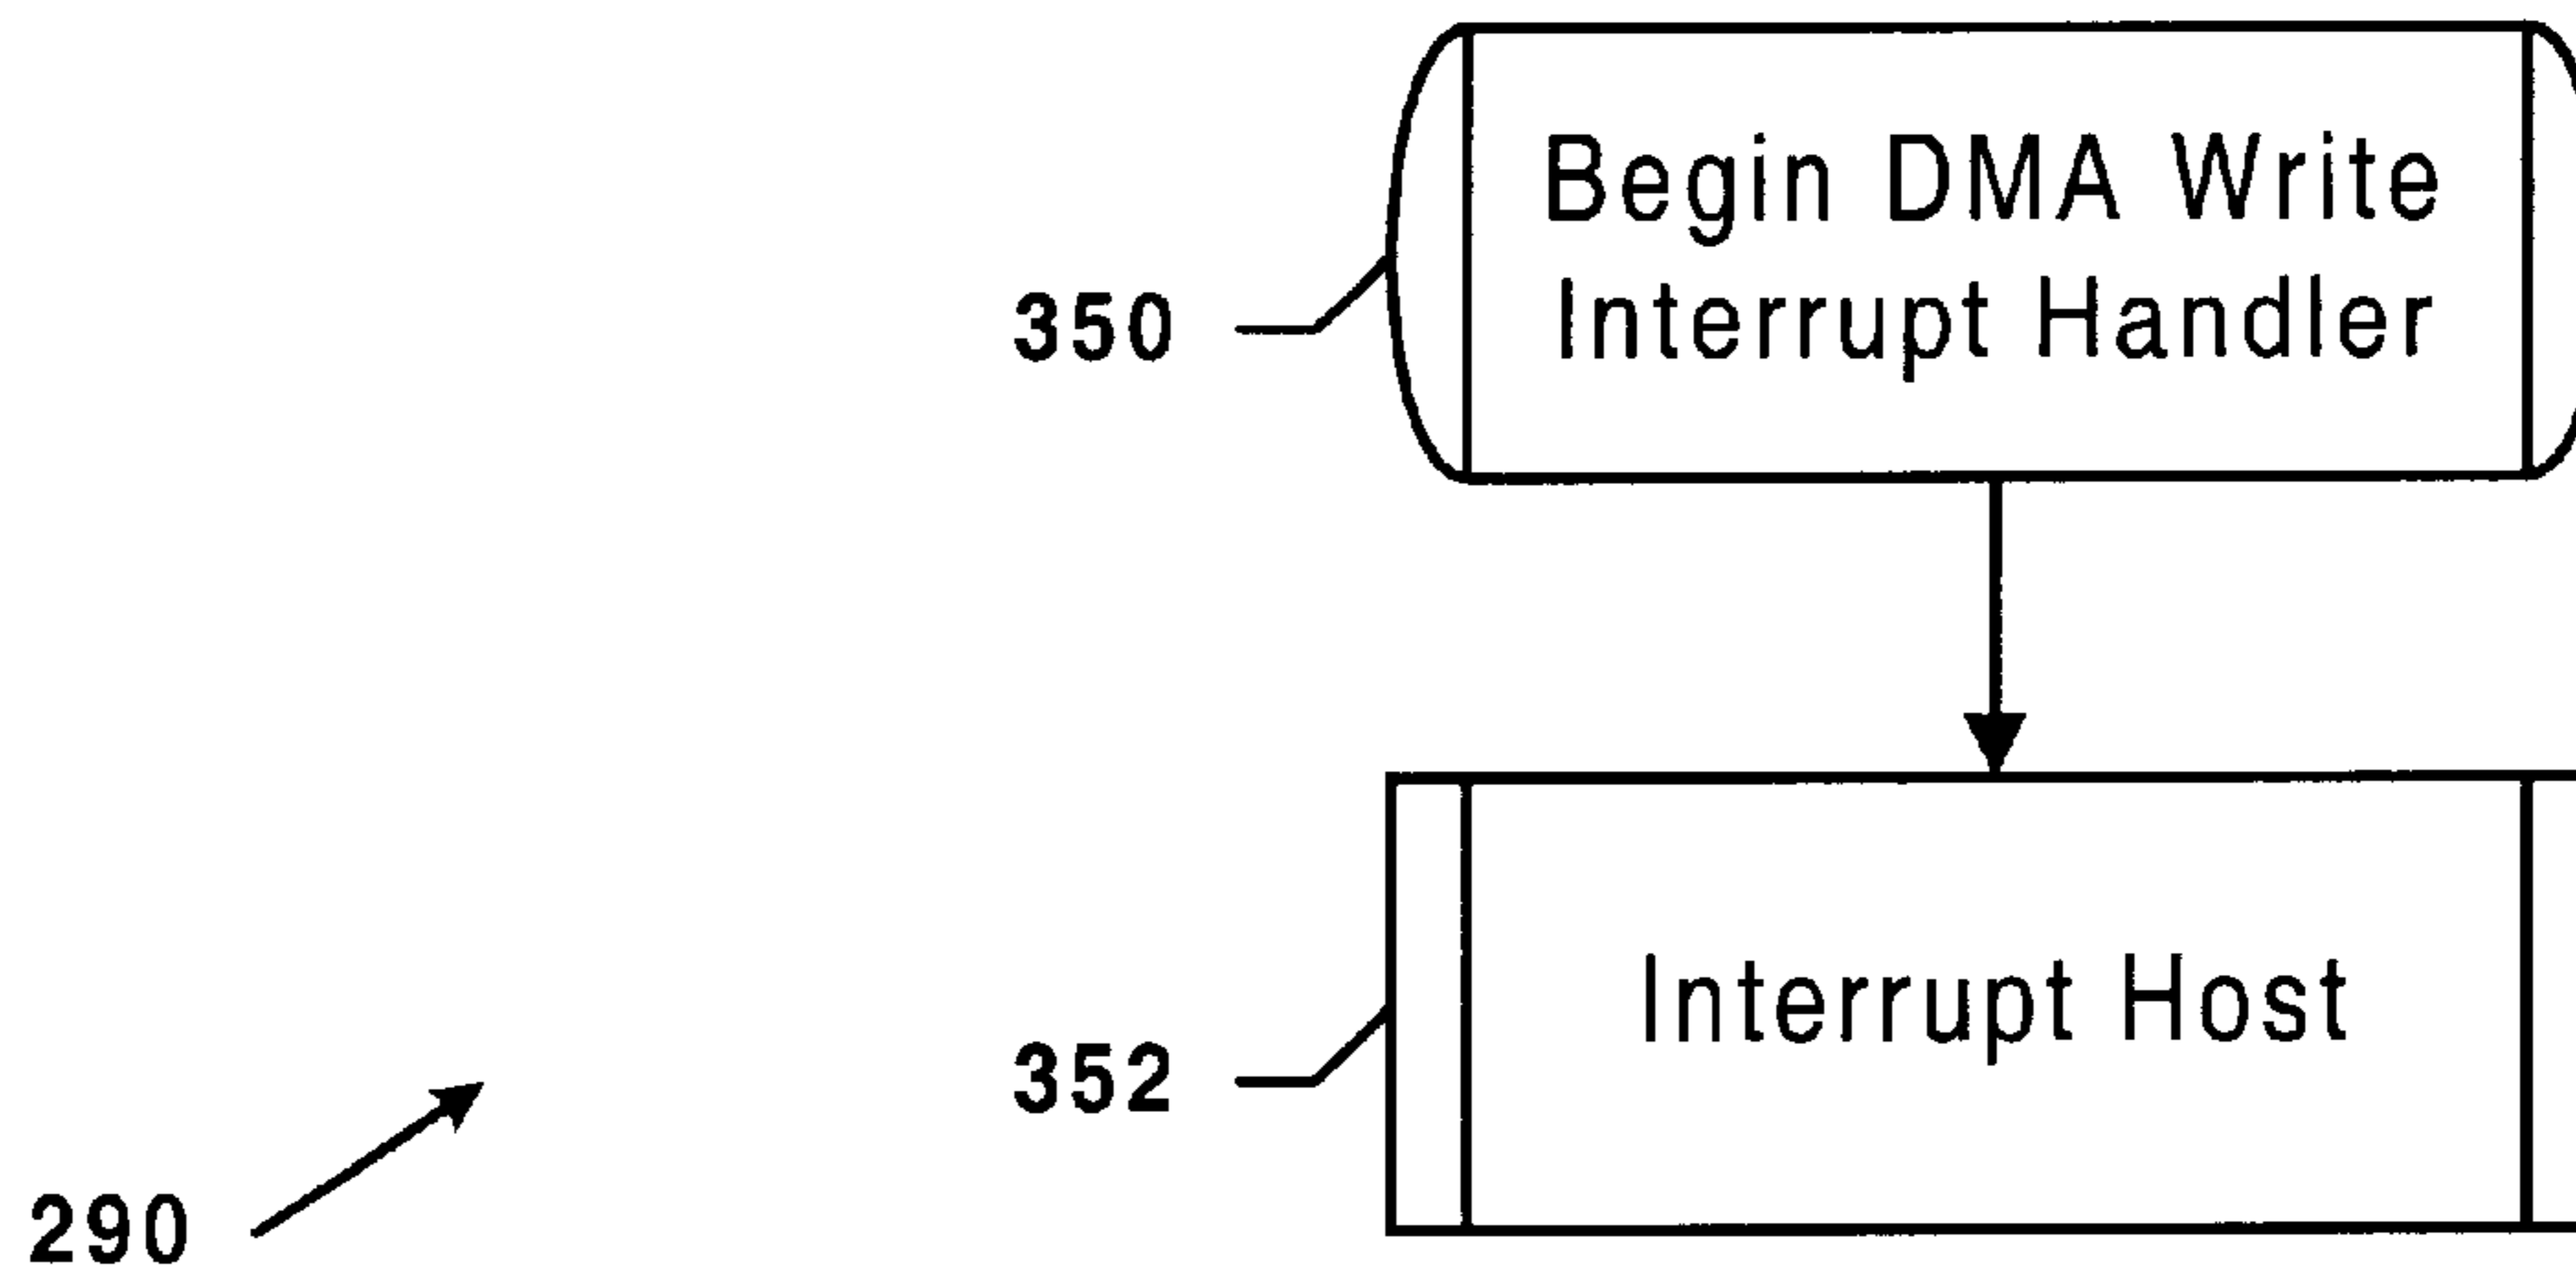 Begin DMA Write
Interrupt Handler
350
Interrupt Host
352
290